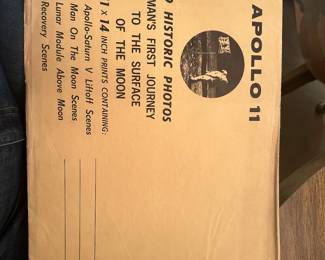 APOLLO 11
HISTORIC PHOTOS
MAN'S FIRST JOURNEY
TO THE SURFACE
OF THE MOON
1 x 14 INCH PRINTS CONTAINING:
Apollo-Saturn V Liftoff Scenes
Man On The Moon Scenes
Lunar Module Above Moon
Recovery Scenes